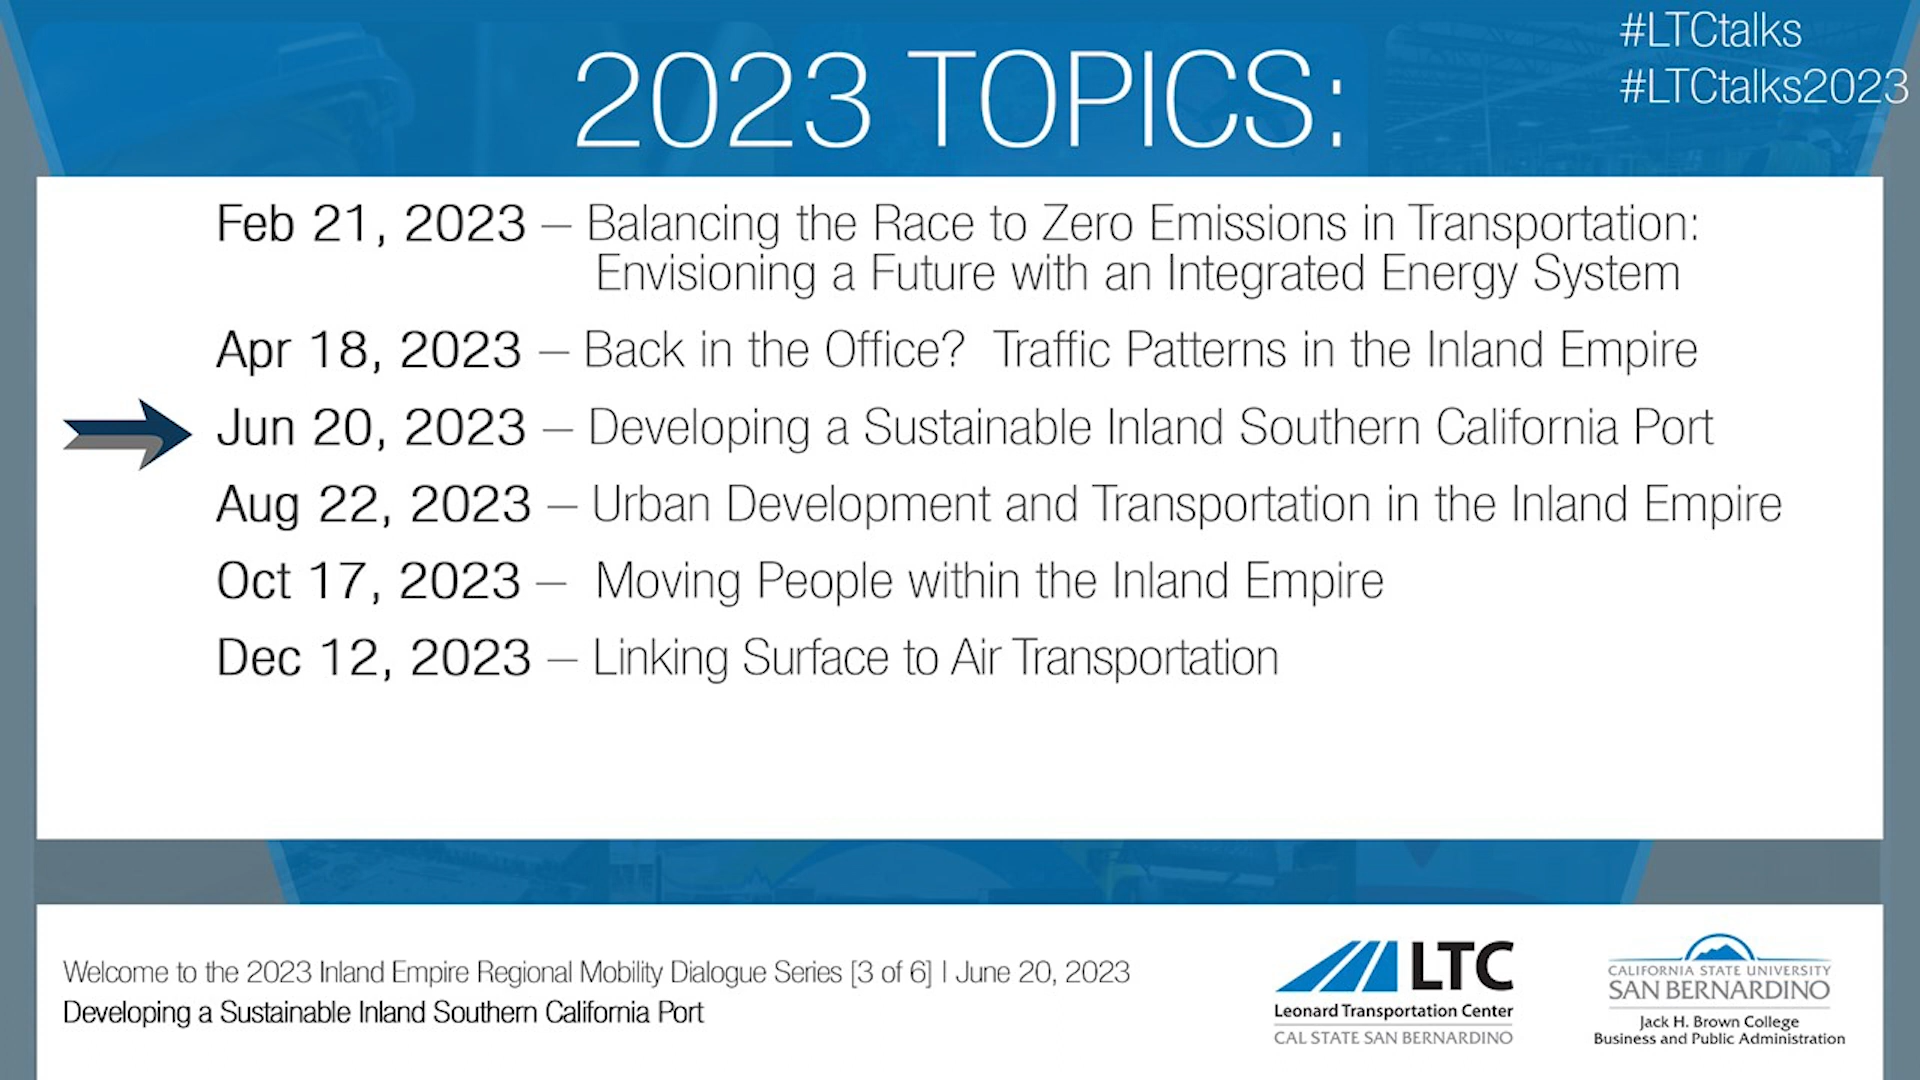 #LTCtalks
#LTCtalks2023
2023 TOPICS:
Feb 21, 2023 – Balancing the Race to Zero Emissions in Transportation:
Envisioning a Future with an Integrated Energy System
Apr 18, 2023 – Back in the Office? Traffic Patterns in the Inland Empire
Jun 20, 2023 – Developing a Sustainable Inland Southern California Port
Aug 22, 2023 – Urban Development and Transportation in the Inland Empire
Oct 17, 2023 – Moving People within the Inland Empire
Dec 12, 2023 – Linking Surface to Air Transportation
Welcome to the 2023 Inland Empire Regional Mobility Dialogue Series [3 of 6] | June 20, 2023
Developing a Sustainable Inland Southern California Port
LTC
Leonard Transportation Center
CAL STATE SAN BERNARDINO
CALIFORNIA STATE UNIVERSITY
SAN BERNARDINO
Jack H. Brown College
Business and Public Administration